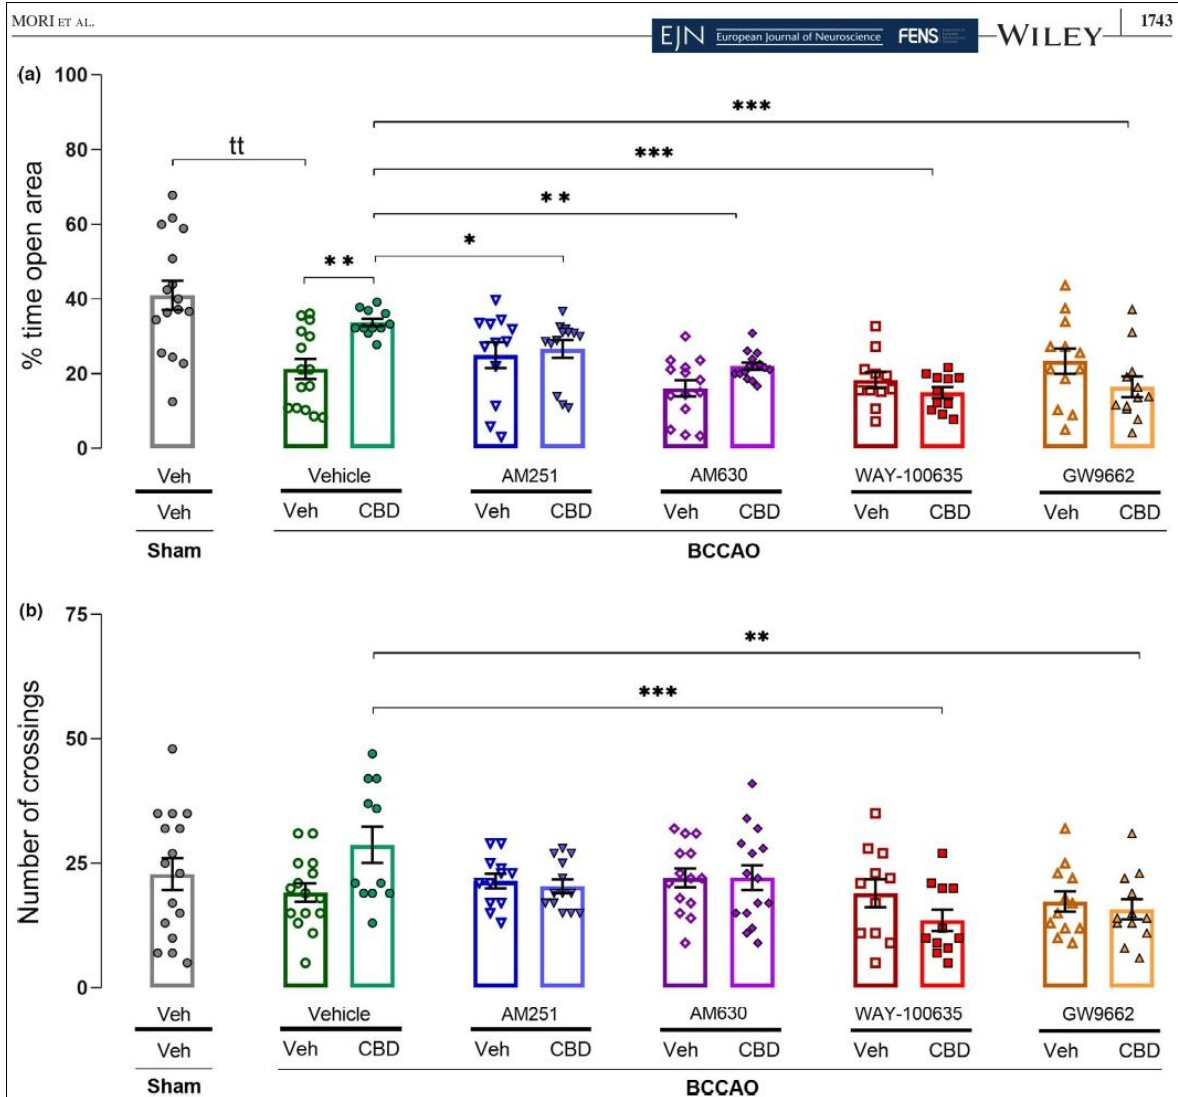 MORI ET AL.
EJN European Journal of Neuroscience FENS WILEY 1743
(a)
100
80
60
40
20
0
% time open area
tt
**
*
**
***
***
Veh Vehicle AM251 AM630 WAY-100635 GW9662
Veh Veh CBD Veh CBD Veh CBD Veh CBD Veh CBD
Sham BCCAO
(b)
75
50
25
0
Number of crossings
**
***
Veh Vehicle AM251 AM630 WAY-100635 GW9662
Veh Veh CBD Veh CBD Veh CBD Veh CBD Veh CBD
Sham BCCAO